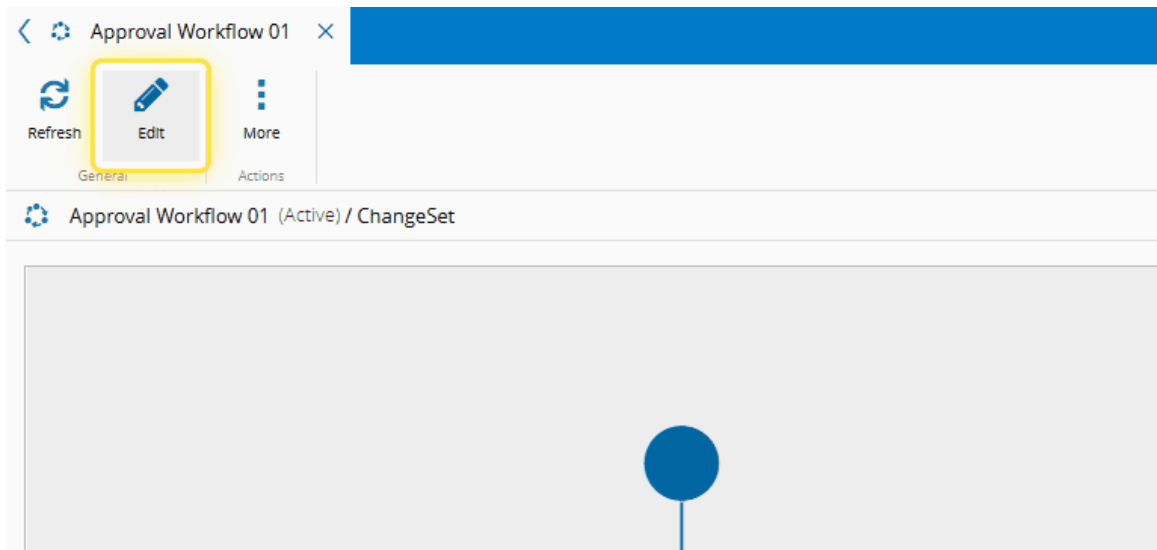 Approval Workflow 01
Refresh Edit More
General Actions
Approval Workflow 01 (Active) / ChangeSet